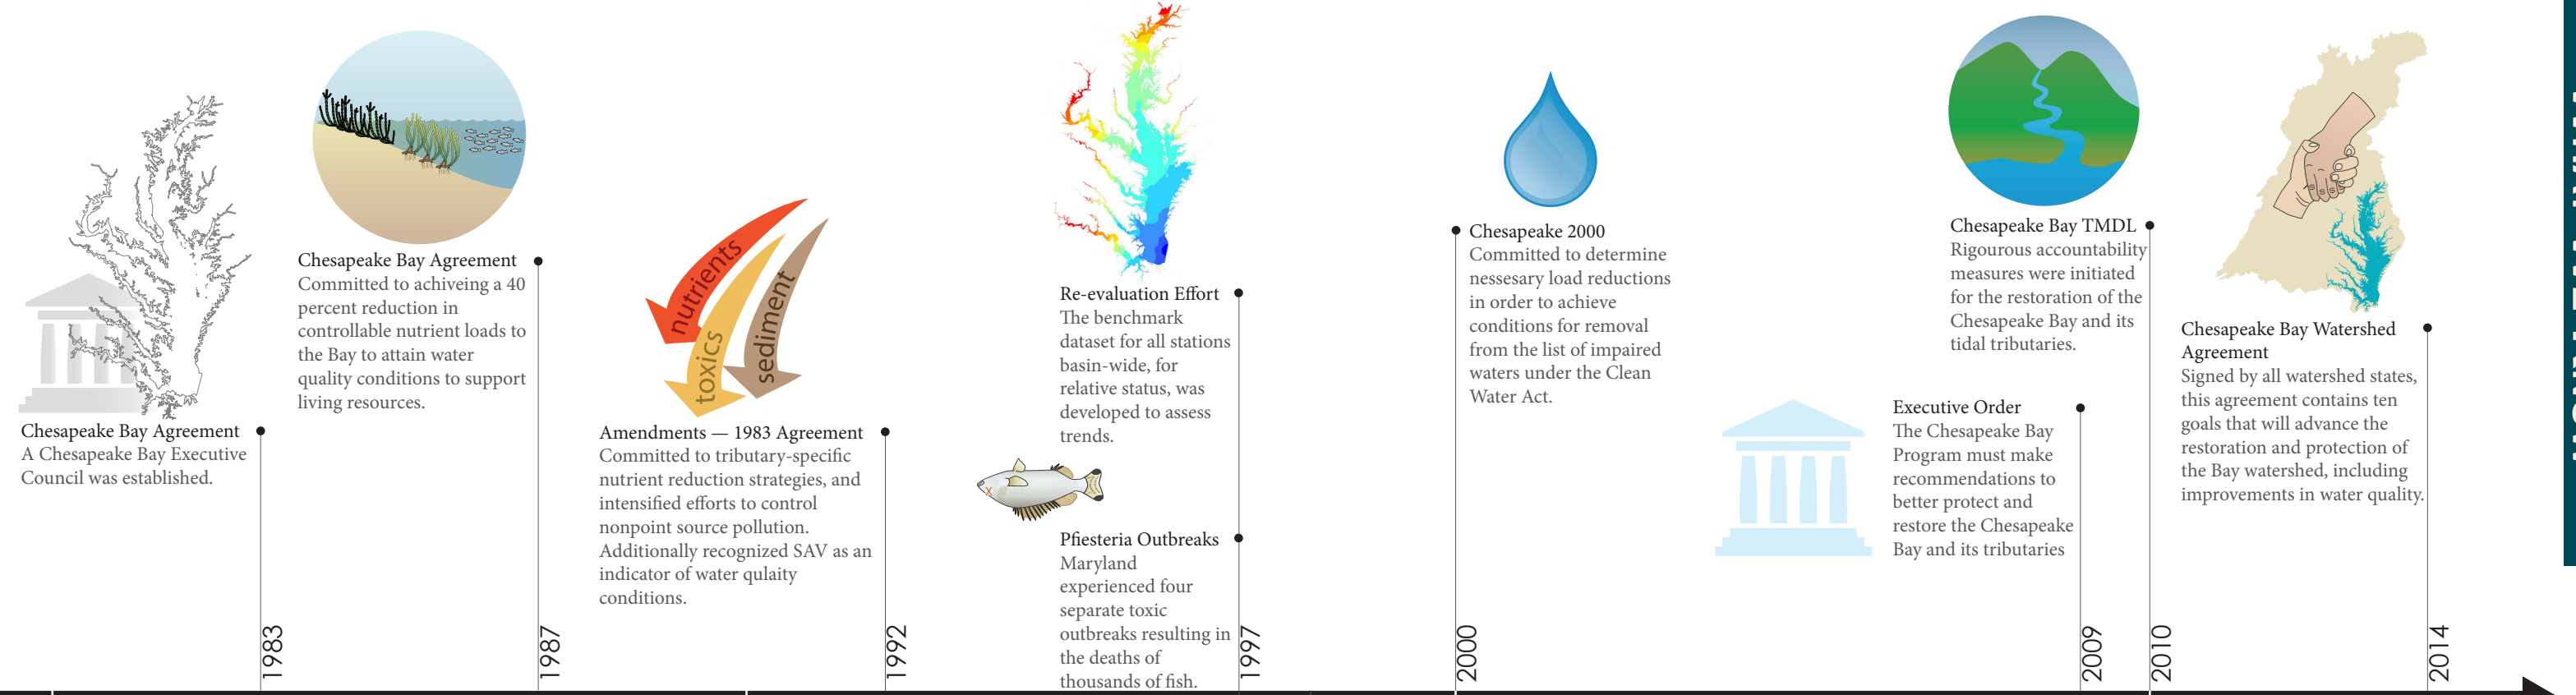 Chesapeake Bay Agreement
A Chesapeake Bay Executive
Council was established.
1983
Chesapeake Bay Agreement
Committed to achiveing a 40
percent reduction in
controllable nutrient loads to
the Bay to attain water
quality conditions to support
living resources.
1987
nutrients
toxics
sediment
Amendments — 1983 Agreement
Committed to tributary-specific
nutrient reduction strategies, and
intensified efforts to control
nonpoint source pollution.
Additionally recognized SAV as an
indicator of water qulaity
conditions.
1992
Re-evaluation Effort
The benchmark
dataset for all stations
basin-wide, for
relative status, was
developed to assess
trends.
Pfiesteria Outbreaks
Maryland
experienced four
separate toxic
outbreaks resulting in
the deaths of
thousands of fish.
1997
Chesapeake 2000
Committed to determine
nessesary load reductions
in order to achieve
conditions for removal
from the list of impaired
waters under the Clean
Water Act.
2000
Executive Order
The Chesapeake Bay
Program must make
recommendations to
better protect and
restore the Chesapeake
Bay and its tributaries
2009
Chesapeake Bay TMDL
Rigourous accountability
measures were initiated
for the restoration of the
Chesapeake Bay and its
tidal tributaries.
2010
Chesapeake Bay Watershed
Agreement
Signed by all watershed states,
this agreement contains ten
goals that will advance the
restoration and protection of
the Bay watershed, including
improvements in water quality.
2014